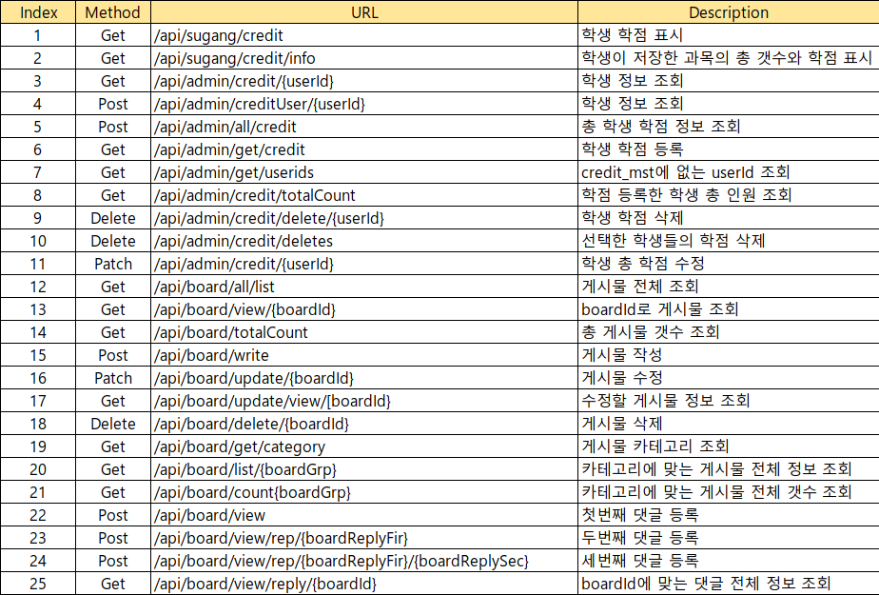 Index Method URL Description
1 Get /api/sugang/credit 학생 학점 표시
2 Get /api/sugang/credit/info 학생이 저장한 과목의 총 갯수와 학점 표시
3 Get /api/admin/credit/{userId} 학생 정보 조회
4 Post /api/admin/creditUser/{userId} 학생 정보 조회
5 Post /api/admin/all/credit 총 학생 학점 정보 조회
6 Get /api/admin/get/credit 학생 학점 등록
7 Get /api/admin/get/userids credit_mst에 없는 userId 조회
8 Get /api/admin/credit/totalCount 학점 등록한 학생 총 인원 조회
9 Delete /api/admin/credit/delete/{userId} 학생 학점 삭제
10 Delete /api/admin/credit/deletes 선택한 학생들의 학점 삭제
11 Patch /api/admin/credit/{userId} 학생 총 학점 수정
12 Get /api/board/all/list 게시물 전체 조회
13 Get /api/board/view/{boardId} boardId로 게시물 조회
14 Get /api/board/totalCount 총 게시물 갯수 조회
15 Post /api/board/write 게시물 작성
16 Patch /api/board/update/{boardId} 게시물 수정
17 Get /api/board/update/view/[boardId} 수정할 게시물 정보 조회
18 Delete /api/board/delete/{boardId} 게시물 삭제
19 Get /api/board/get/category 게시물 카테고리 조회
20 Get /api/board/list/{boardGrp} 카테고리에 맞는 게시물 전체 정보 조회
21 Get /api/board/count{boardGrp} 카테고리에 맞는 게시물 전체 갯수 조회
22 Post /api/board/view 첫번째 댓글 등록
23 Post /api/board/view/rep/{boardReplyFir} 두번째 댓글 등록
24 Post /api/board/view/rep/{boardReplyFir}/{boardReplySec} 세번째 댓글 등록
25 Get /api/board/view/reply/{boardId} boardId에 맞는 댓글 전체 정보 조회